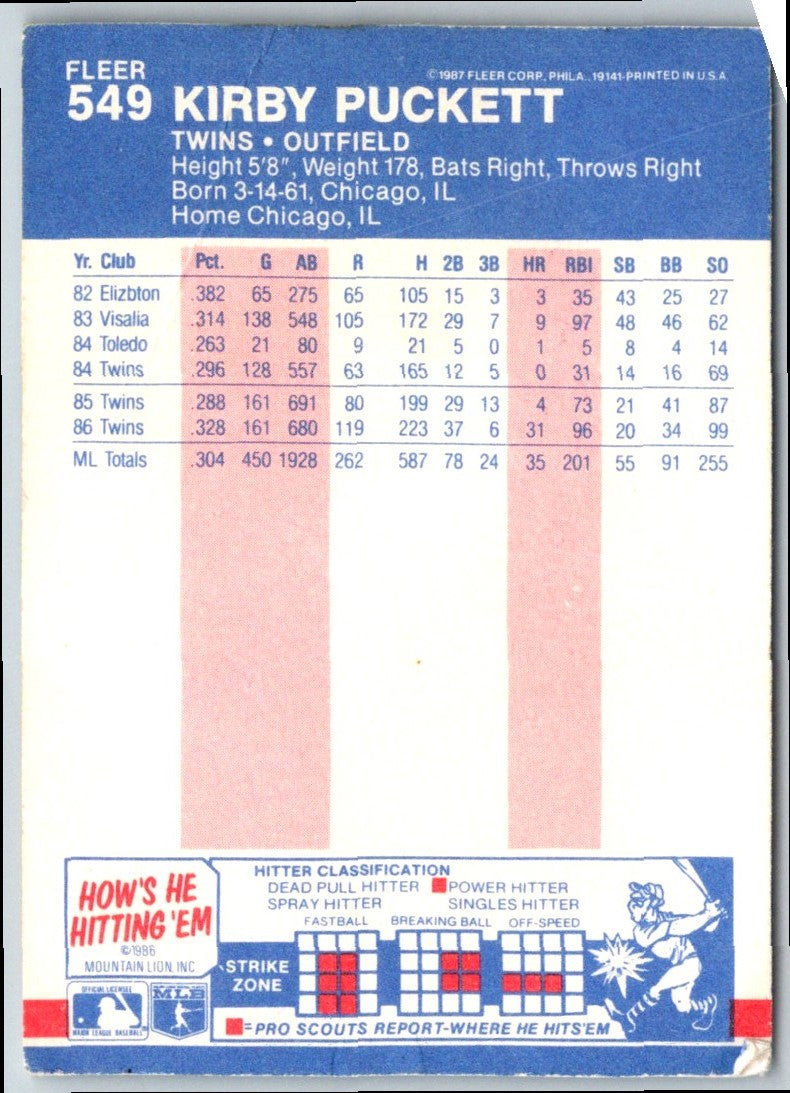 FLEER ©1987 FLEER CORP. PHILA., 19141-PRINTED IN U.S.A.
549 KIRBY PUCKETT
TWINS • OUTFIELD
Height 5'8", Weight 178, Bats Right, Throws Right
Born 3-14-61, Chicago, IL
Home Chicago, IL
Yr. Club Pct. G AB R H 2B 3B HR RBI SB BB SO
82 Elizbton .382 65 275 65 105 15 3 3 35 43 25 27
83 Visalia .314 138 548 105 172 29 7 9 97 48 46 62
84 Toledo .263 21 80 9 21 5 0 1 5 8 4 14
84 Twins .296 128 557 63 165 12 5 0 31 14 16 69
85 Twins .288 161 691 80 199 29 13 4 73 21 41 87
86 Twins .328 161 680 119 223 37 6 31 96 20 34 99
ML Totals .304 450 1928 262 587 78 24 35 201 55 91 255
HOW'S HE
HITTING 'EM
©1986
MOUNTAIN LION, INC
HITTER CLASSIFICATION
DEAD PULL HITTER POWER HITTER
SPRAY HITTER SINGLES HITTER
FASTBALL BREAKING BALL OFF-SPEED
STRIKE
ZONE
=PRO SCOUTS REPORT-WHERE HE HITS'EM
OFFICIAL LICENSEE
MAJOR LEAGUE BASEBALL
MLB